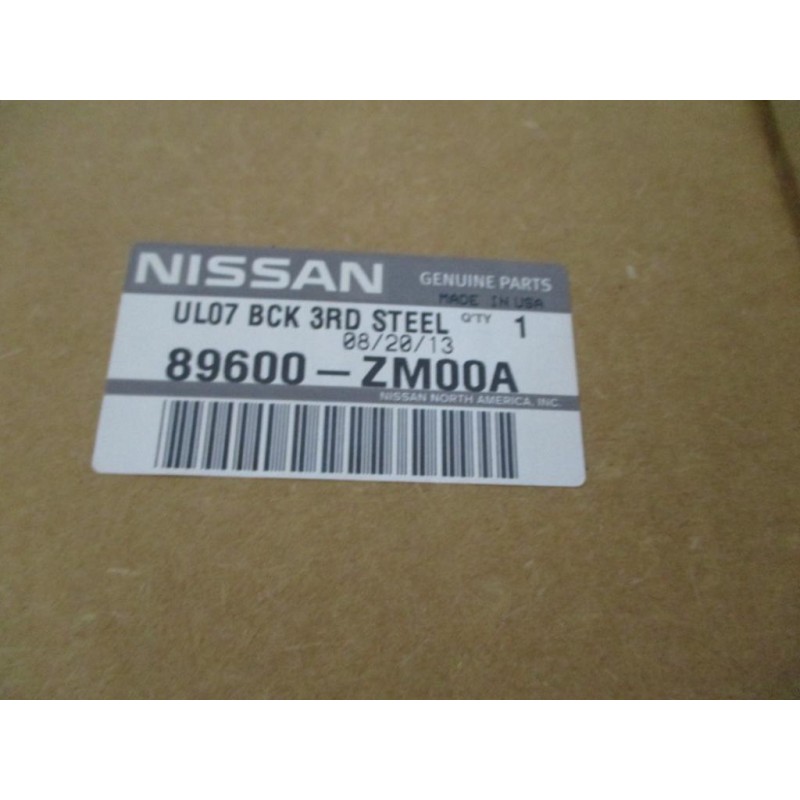 NISSAN GENUINE PARTS
MADE IN USA
UL07 BCK 3RD STEEL Q'TY 1
08/20/13
89600-ZM00A
NISSAN NORTH AMERICA, INC.